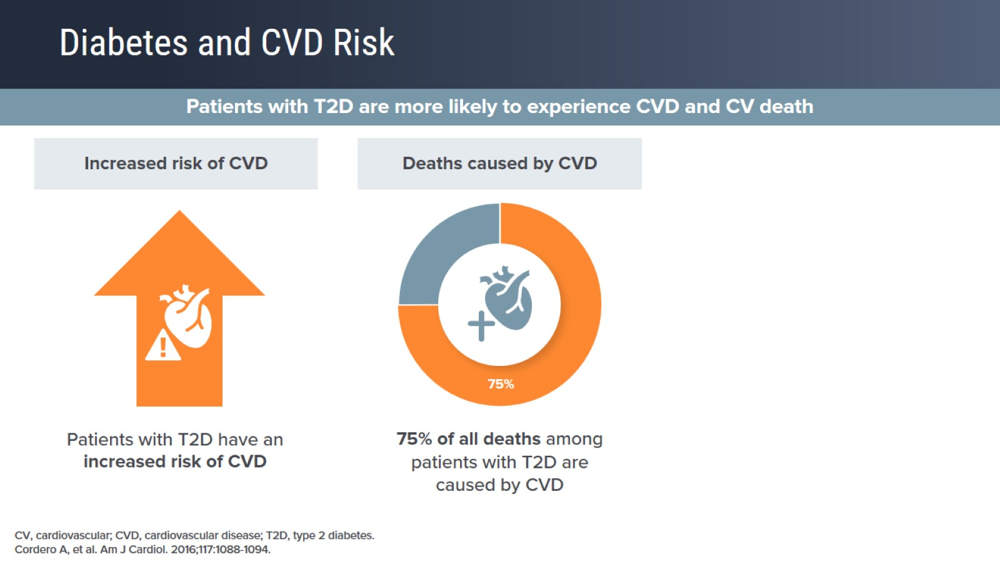 Diabetes and CVD Risk
Patients with T2D are more likely to experience CVD and CV death
Increased risk of CVD
Deaths caused by CVD
!
75%
Patients with T2D have an
increased risk of CVD
75% of all deaths among
patients with T2D are
caused by CVD
CV, cardiovascular; CVD, cardiovascular disease; T2D, type 2 diabetes.
Cordero A, et al. Am J Cardiol. 2016;117:1088-1094.